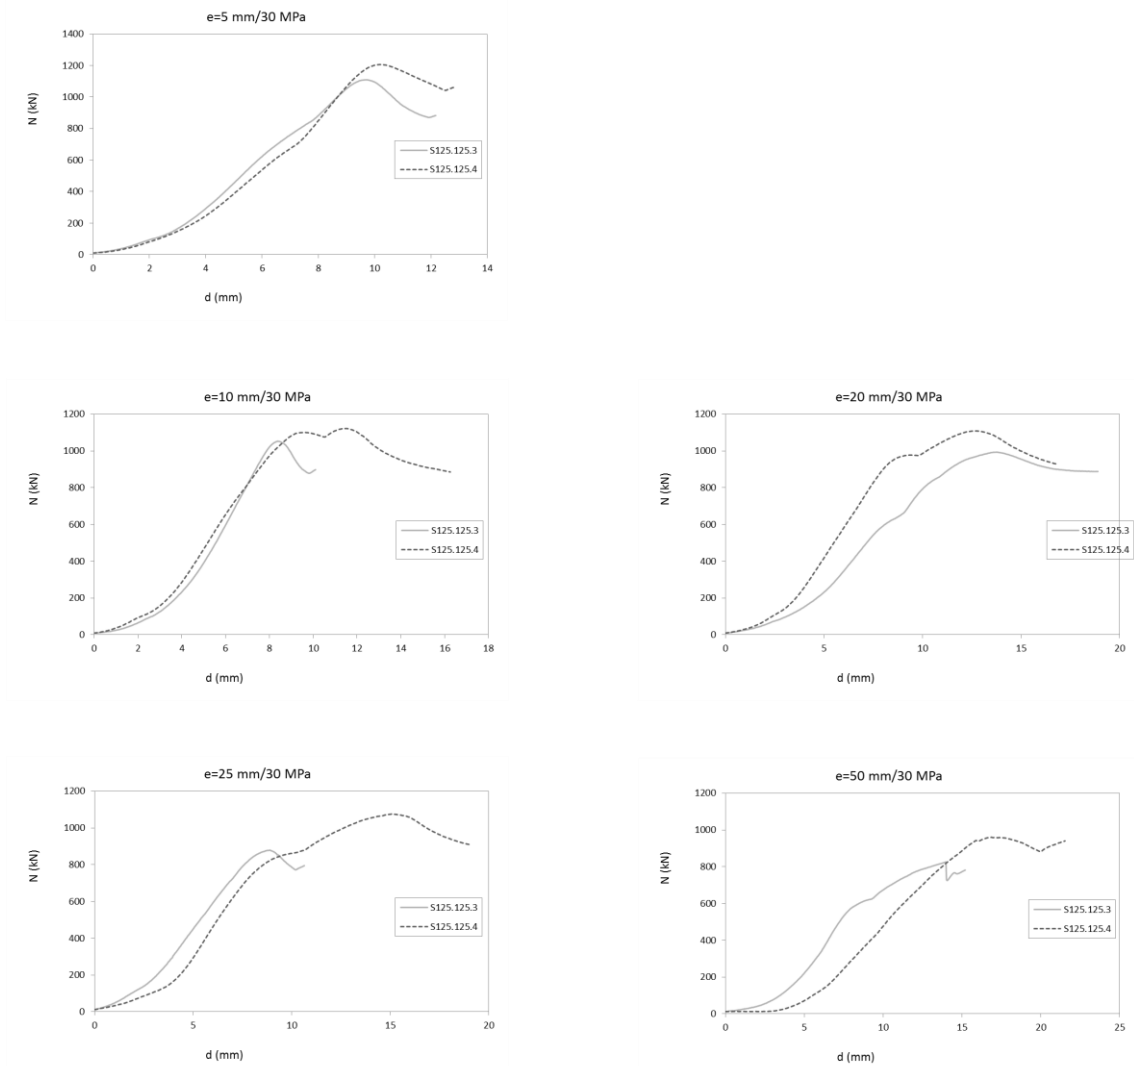 e=5 mm/30 MPa
1400
1200
1000
800
600
400
200
0
N (kN)
0 2 4 6 8 10 12 14
d (mm)
S125.125.3
S125.125.4
e=10 mm/30 MPa
1200
1000
800
600
400
200
0
N (kN)
0 2 4 6 8 10 12 14 16 18
d (mm)
S125.125.3
S125.125.4
e=20 mm/30 MPa
1200
1000
800
600
400
200
0
N (kN)
0 5 10 15 20
d (mm)
S125.125.3
S125.125.4
e=25 mm/30 MPa
1200
1000
800
600
400
200
0
N (kN)
0 5 10 15 20
d (mm)
S125.125.3
S125.125.4
e=50 mm/30 MPa
1200
1000
800
600
400
200
0
N (kN)
0 5 10 15 20 25
d (mm)
S125.125.3
S125.125.4